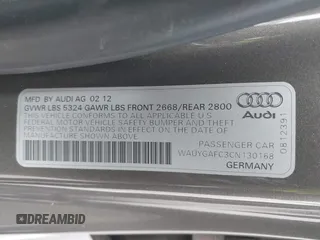 MFD BY AUDI AG 02 12
GVWR LBS 5324 GAWR LBS FRONT 2668/REAR 2800
THIS VEHICLE CONFORMS TO ALL APPLICABLE U.S
FEDERAL MOTOR VEHICLE SAFETY BUMPER AND THEFT
PREVENTION STANDARDS IN EFFECT ON THE DATE OF
MANUFACTURE SHOWN ABOVE
PASSENGER CAR
WAUYGAFC3CN130168
GERMANY
Audi
0812391
DREAMBID